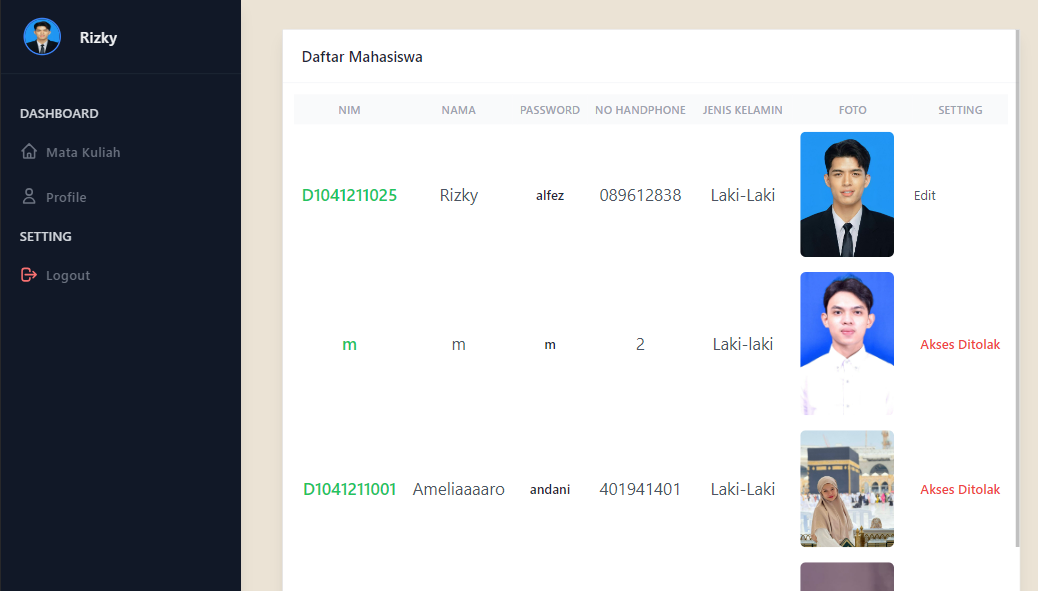 Rizky
DASHBOARD
Mata Kuliah
Profile
SETTING
Logout
Daftar Mahasiswa
NIM NAMA PASSWORD NO HANDPHONE JENIS KELAMIN FOTO SETTING
D1041211025 Rizky alfez 089612838 Laki-Laki Edit
m m m 2 Laki-laki Akses Ditolak
D1041211001 Ameliaaaaro andani 401941401 Laki-Laki Akses Ditolak